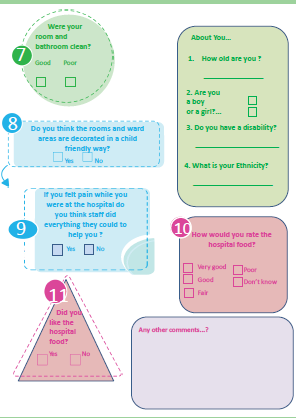 7
Were your
room and
bathroom clean?
Good Poor
8
Do you think the rooms and ward
areas are decorated in a child
friendly way?
Yes No
9
If you felt pain while you
were at the hospital do
you think staff did
everything they could to
help you ?
Yes No
11
Did you
like the
hospital
food?
Yes No
About You...
1. How old are you ?
2. Are you
a boy
or a girl?...
3. Do you have a disability?
4. What is your Ethnicity?
10
How would you rate the
hospital food?
Very good
Poor
Good
Don't know
Fair
Any other comments...?